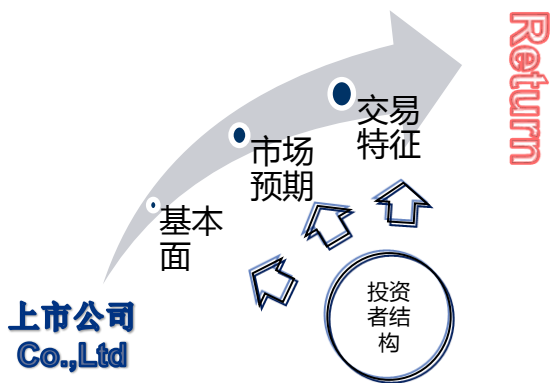 Return
交易
特征
市场
预期
基本
面
投资
者结
构
上市公司
Co.,Ltd